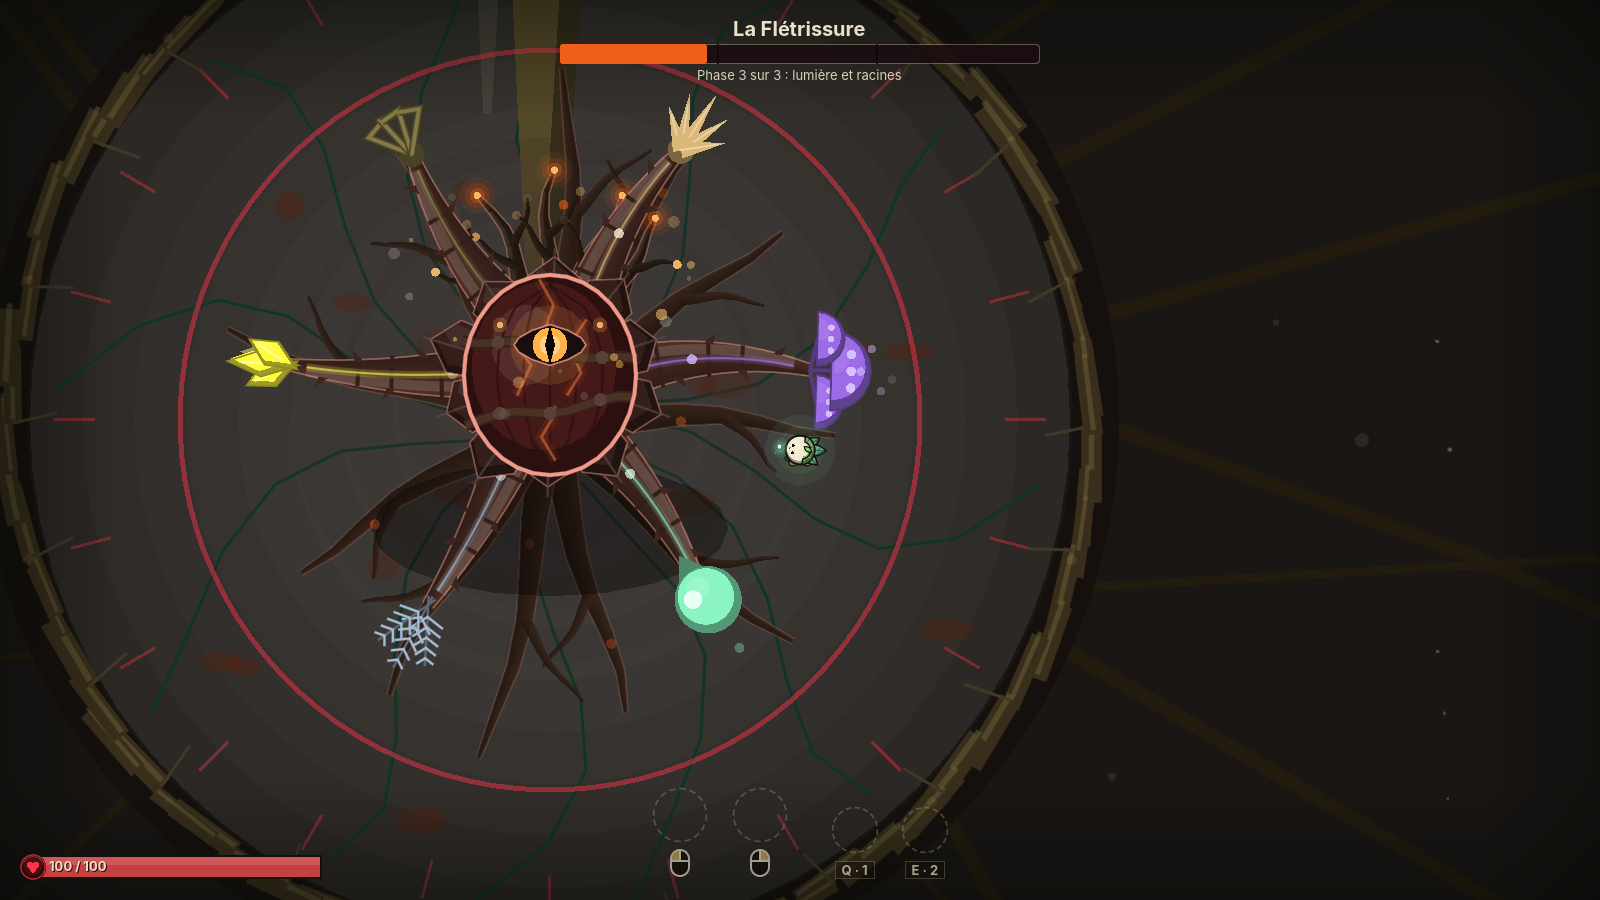 La Flétrissure
Phase 3 sur 3 : lumière et racines
100 / 100
Q · 1
E · 2